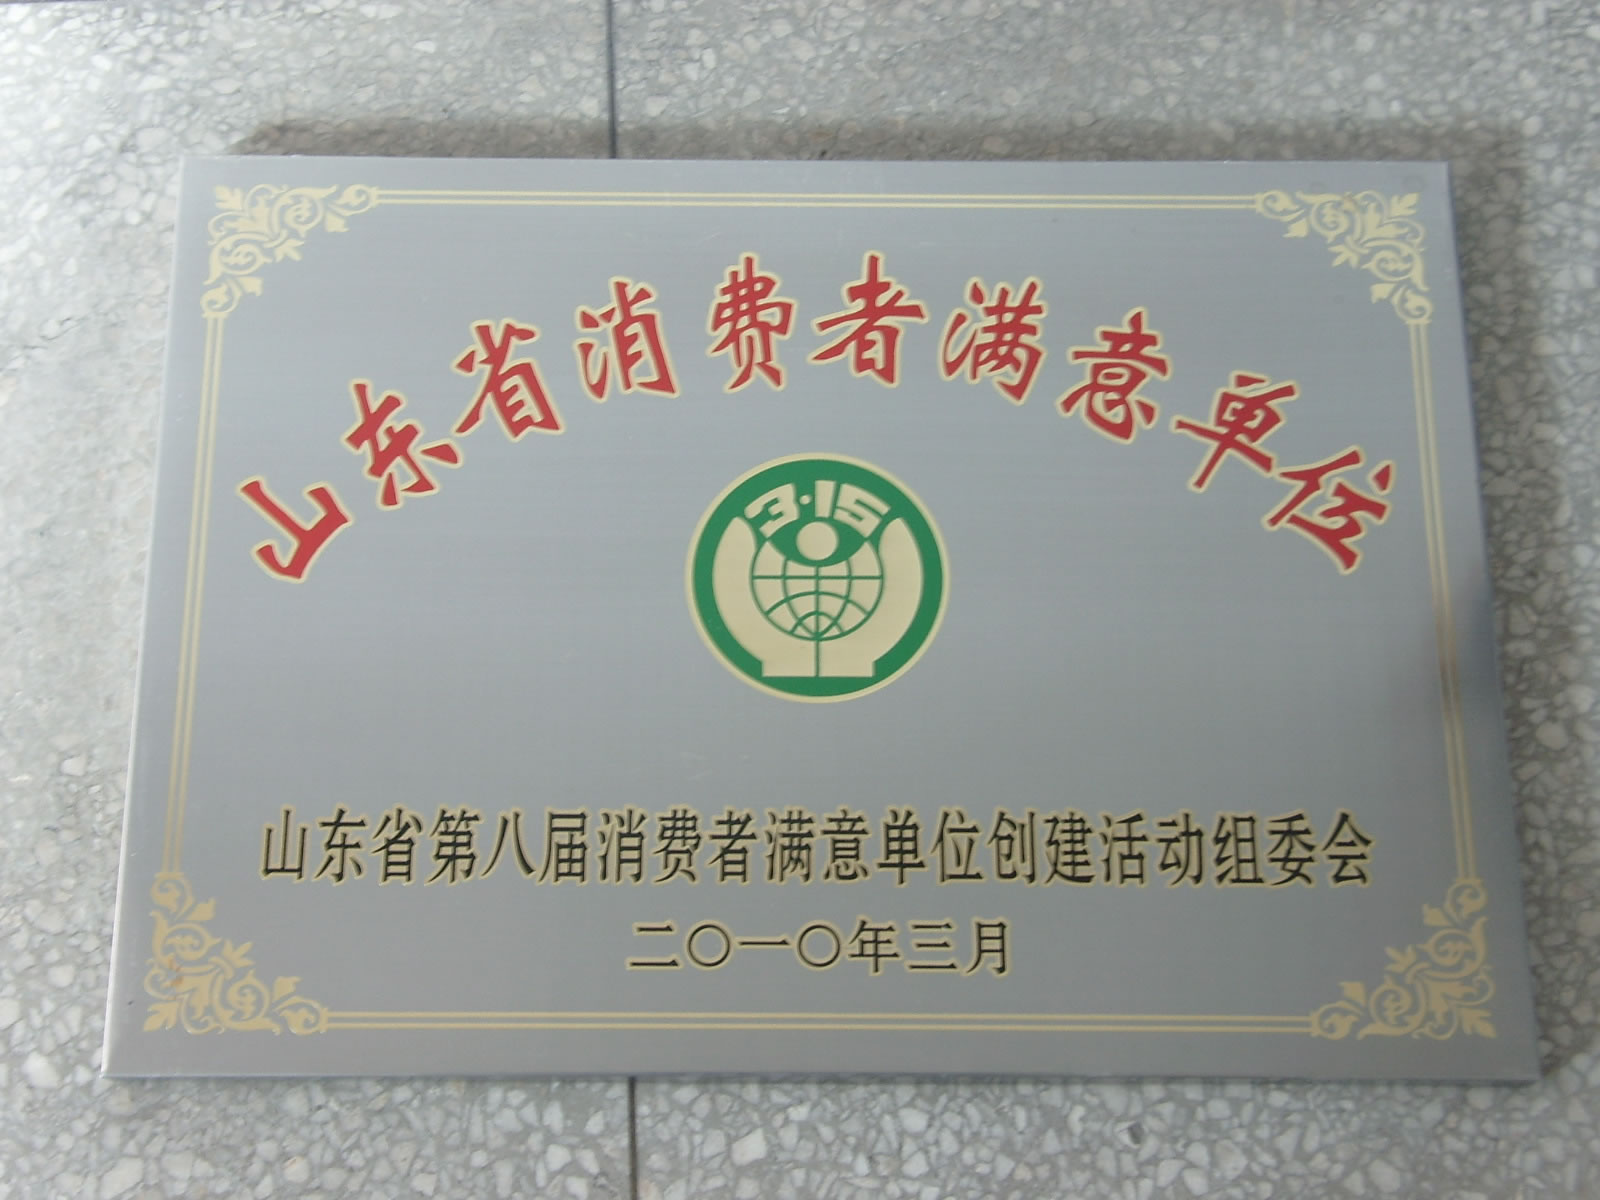 山东省消费者满意单位
3·15
山东省第八届消费者满意单位创建活动组委会
二〇一〇年三月